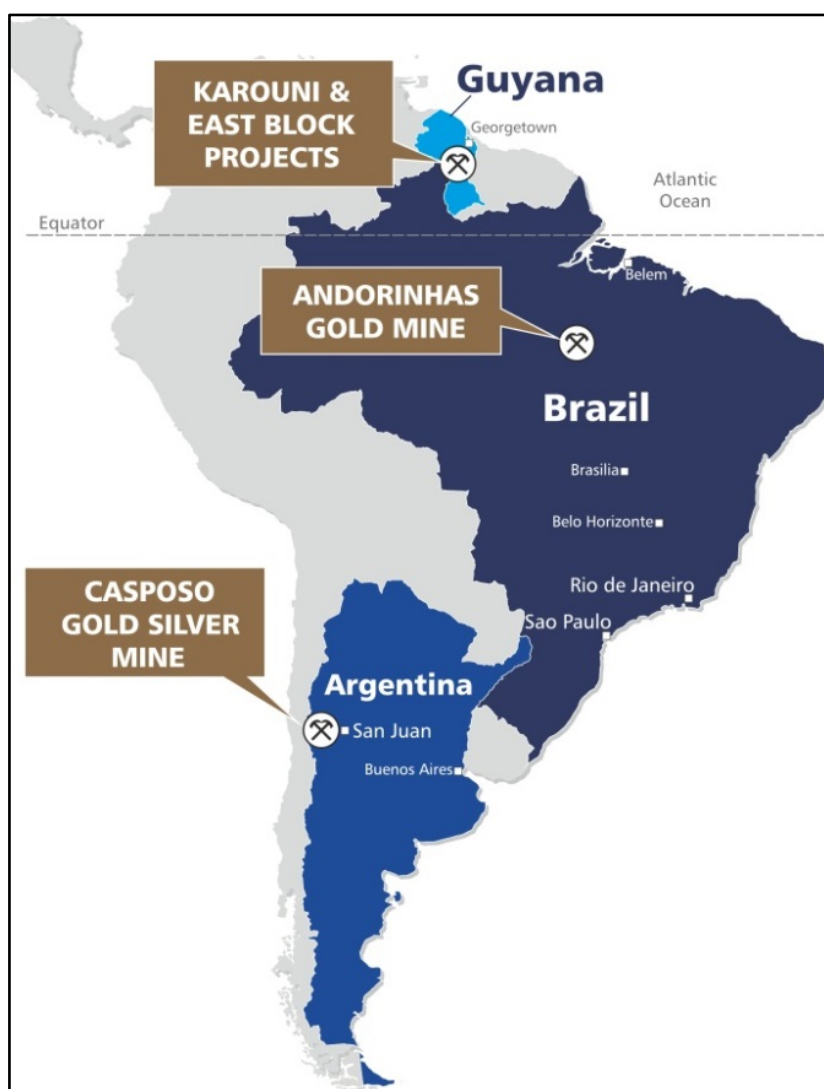 KAROUNI &
EAST BLOCK
PROJECTS
Guyana
Georgetown
Atlantic
Ocean
Equator
Belem
ANDORINHAS
GOLD MINE
Brazil
Brasilia
Belo Horizonte
Rio de Janeiro
Sao Paulo
CASPOSO
GOLD SILVER
MINE
Argentina
San Juan
Buenos Aires